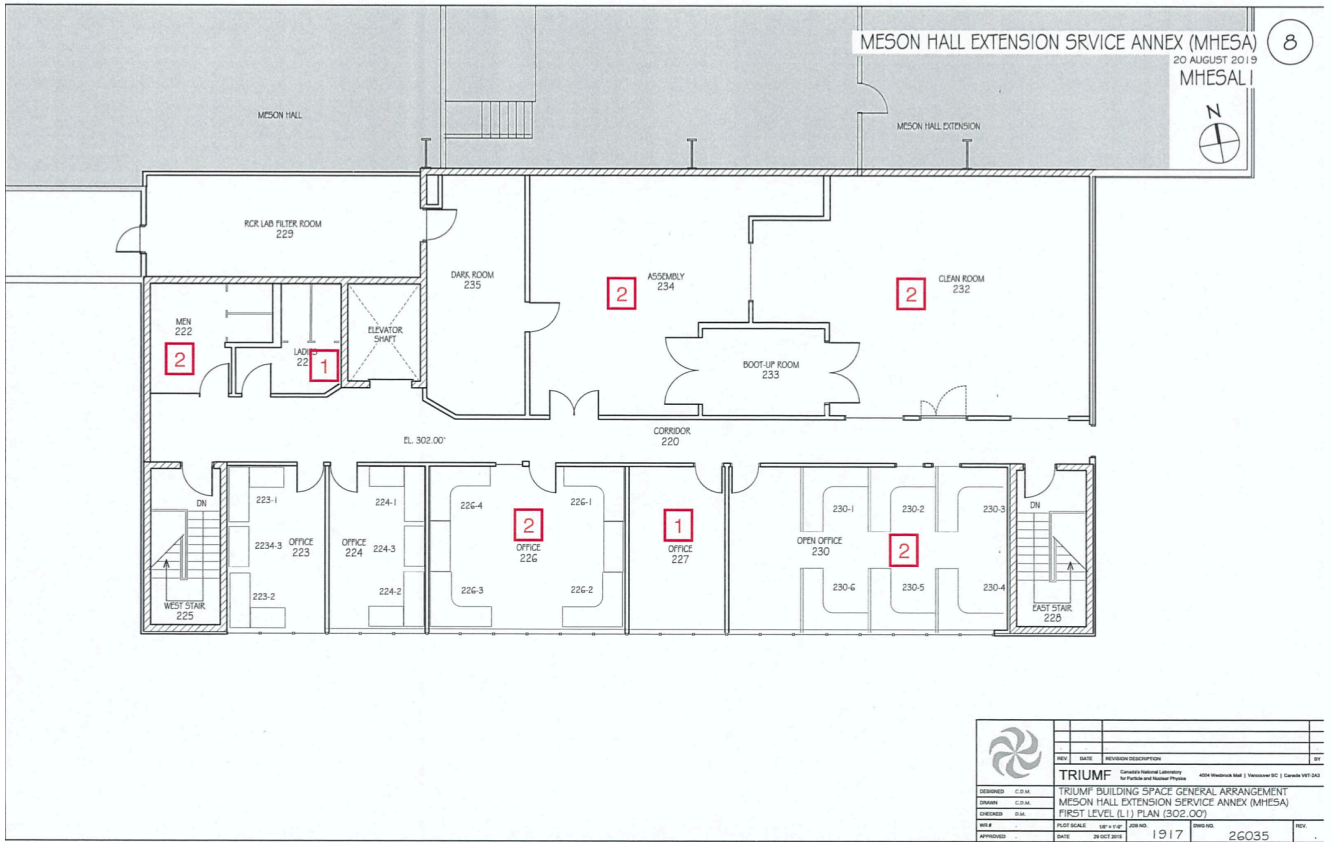 MESON HALL EXTENSION SRVICE ANNEX (MHESA)
8
20 AUGUST 2019
MHESAL1
N
MESON HALL
MESON HALL EXTENSION
RCR LAB FILTER ROOM
229
DARK ROOM
235
ASSEMBLY
234
2
CLEAN ROOM
232
2
MEN
222
2
LADIES
22
1
ELEVATOR
SHAFT
BOOT-UP ROOM
233
CORRIDOR
220
EL. 302.00'
DN
WEST STAIR
225
223-1
2234-3
223-2
OFFICE
223
OFFICE
224
224-1
224-3
224-2
226-4
226-1
2
OFFICE
226
226-3
226-2
1
OFFICE
227
230-1
230-2
230-3
OPEN OFFICE
230
2
230-6
230-5
230-4
DN
EAST STAIR
228
REV DATE REVISION DESCRIPTION BY
TRIUMF Canada's National Laboratory
for Particle and Nuclear Physics
4004 Wesbrook Mall | Vancouver BC | Canada V6T 2A3
DESIGNED C.D.M.
DRAWN C.D.M.
CHECKED D.M.
WR # .
APPROVED .
TRIUMF BUILDING SPACE GENERAL ARRANGEMENT
MESON HALL EXTENSION SERVICE ANNEX (MHESA)
FIRST LEVEL (L1) PLAN (302.00')
PLOT SCALE 1/8" = 1'-0"
DATE 29 OCT 2015
JOB NO. 1917
DWG NO. 26035
REV. .